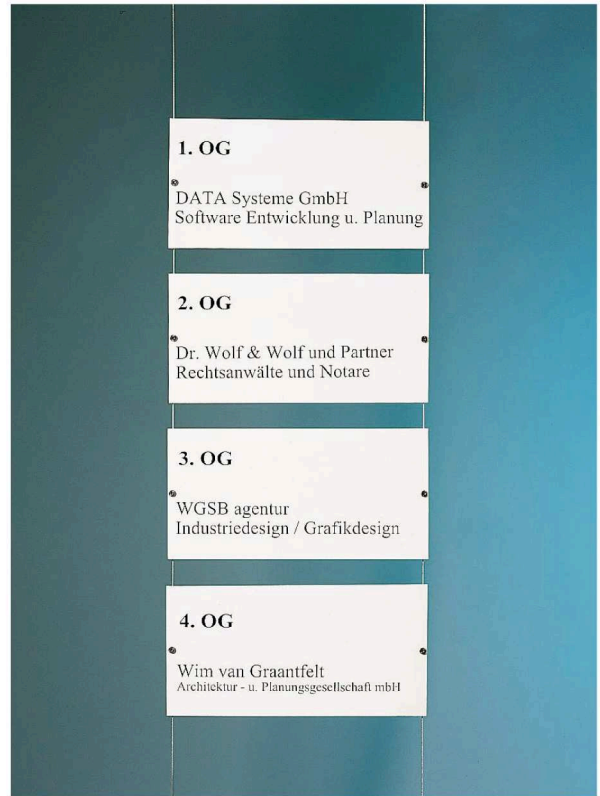 1. OG
DATA Systeme GmbH
Software Entwicklung u. Planung
2. OG
Dr. Wolf & Wolf und Partner
Rechtsanwälte und Notare
3. OG
WGSB agentur
Industriedesign / Grafikdesign
4. OG
Wim van Graantfelt
Architektur - u. Planungsgesellschaft mbH